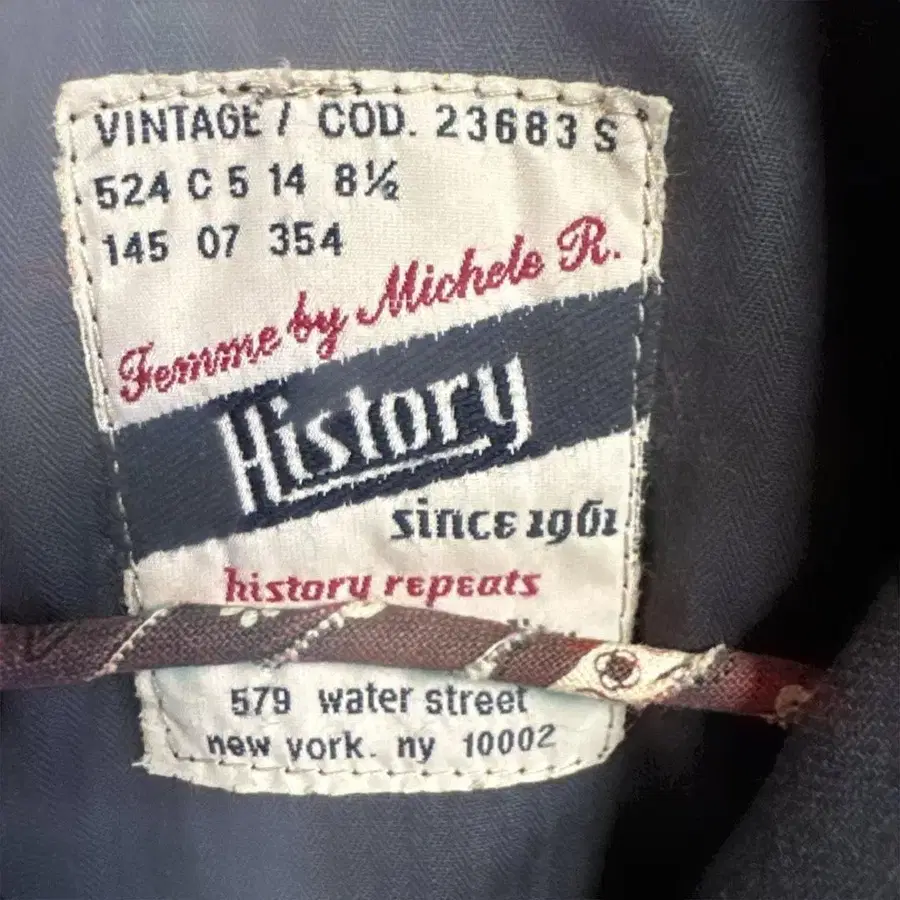 VINTAGE / COD. 23683 S
524 C 5 14 8½
145 07 354
Femme by Michele R.
History
since 1961
history repeats
579 water street
new york. ny 10002